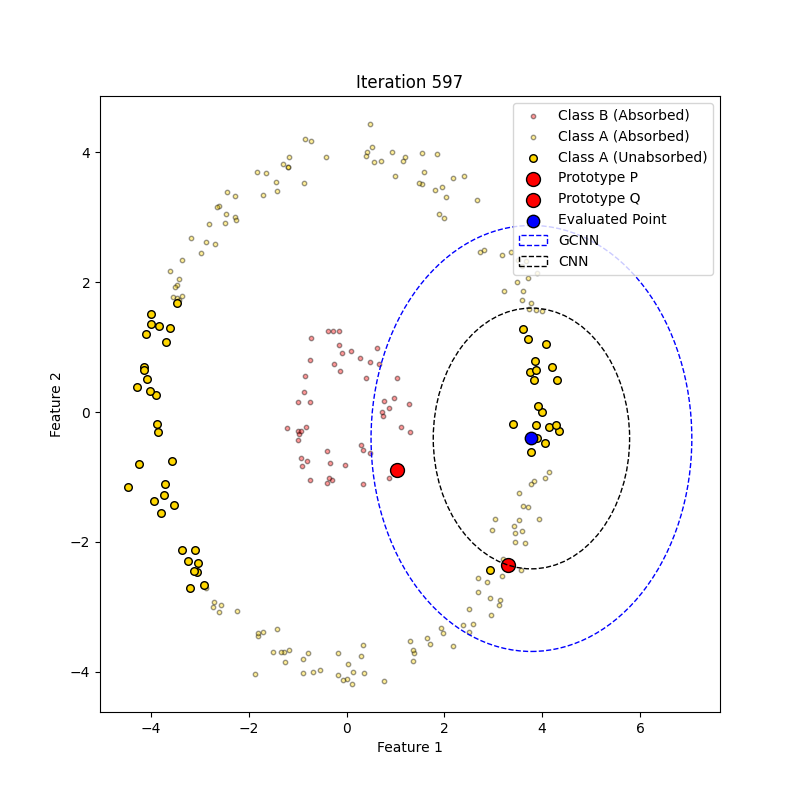 Iteration 597
Class B (Absorbed)
Class A (Absorbed)
Class A (Unabsorbed)
Prototype P
Prototype Q
Evaluated Point
GCNN
CNN
4
2
0
−2
−4
Feature 2
−4
−2
0
2
4
6
Feature 1